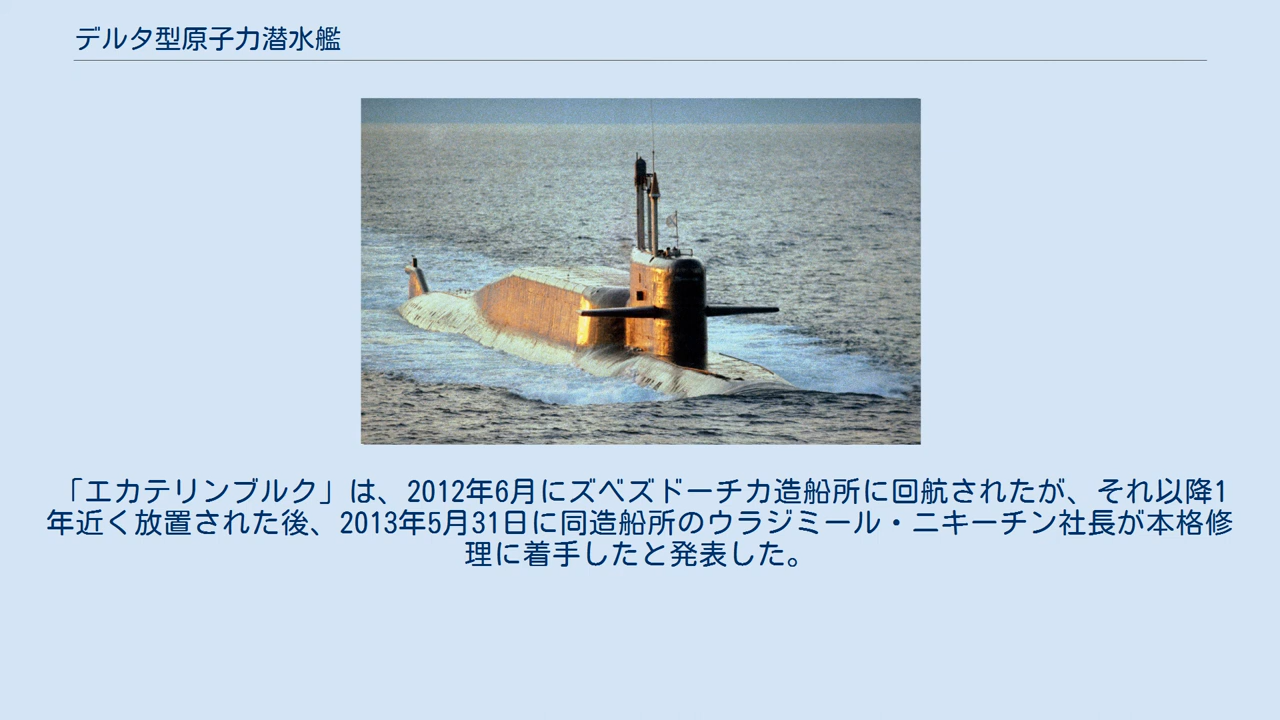 デルタ型原子力潜水艦
「エカテリンブルク」は、2012年6月にズベズドーチカ造船所に回航されたが、それ以降1
年近く放置された後、2013年5月31日に同造船所のウラジミール・ニキーチン社長が本格修
理に着手したと発表した。